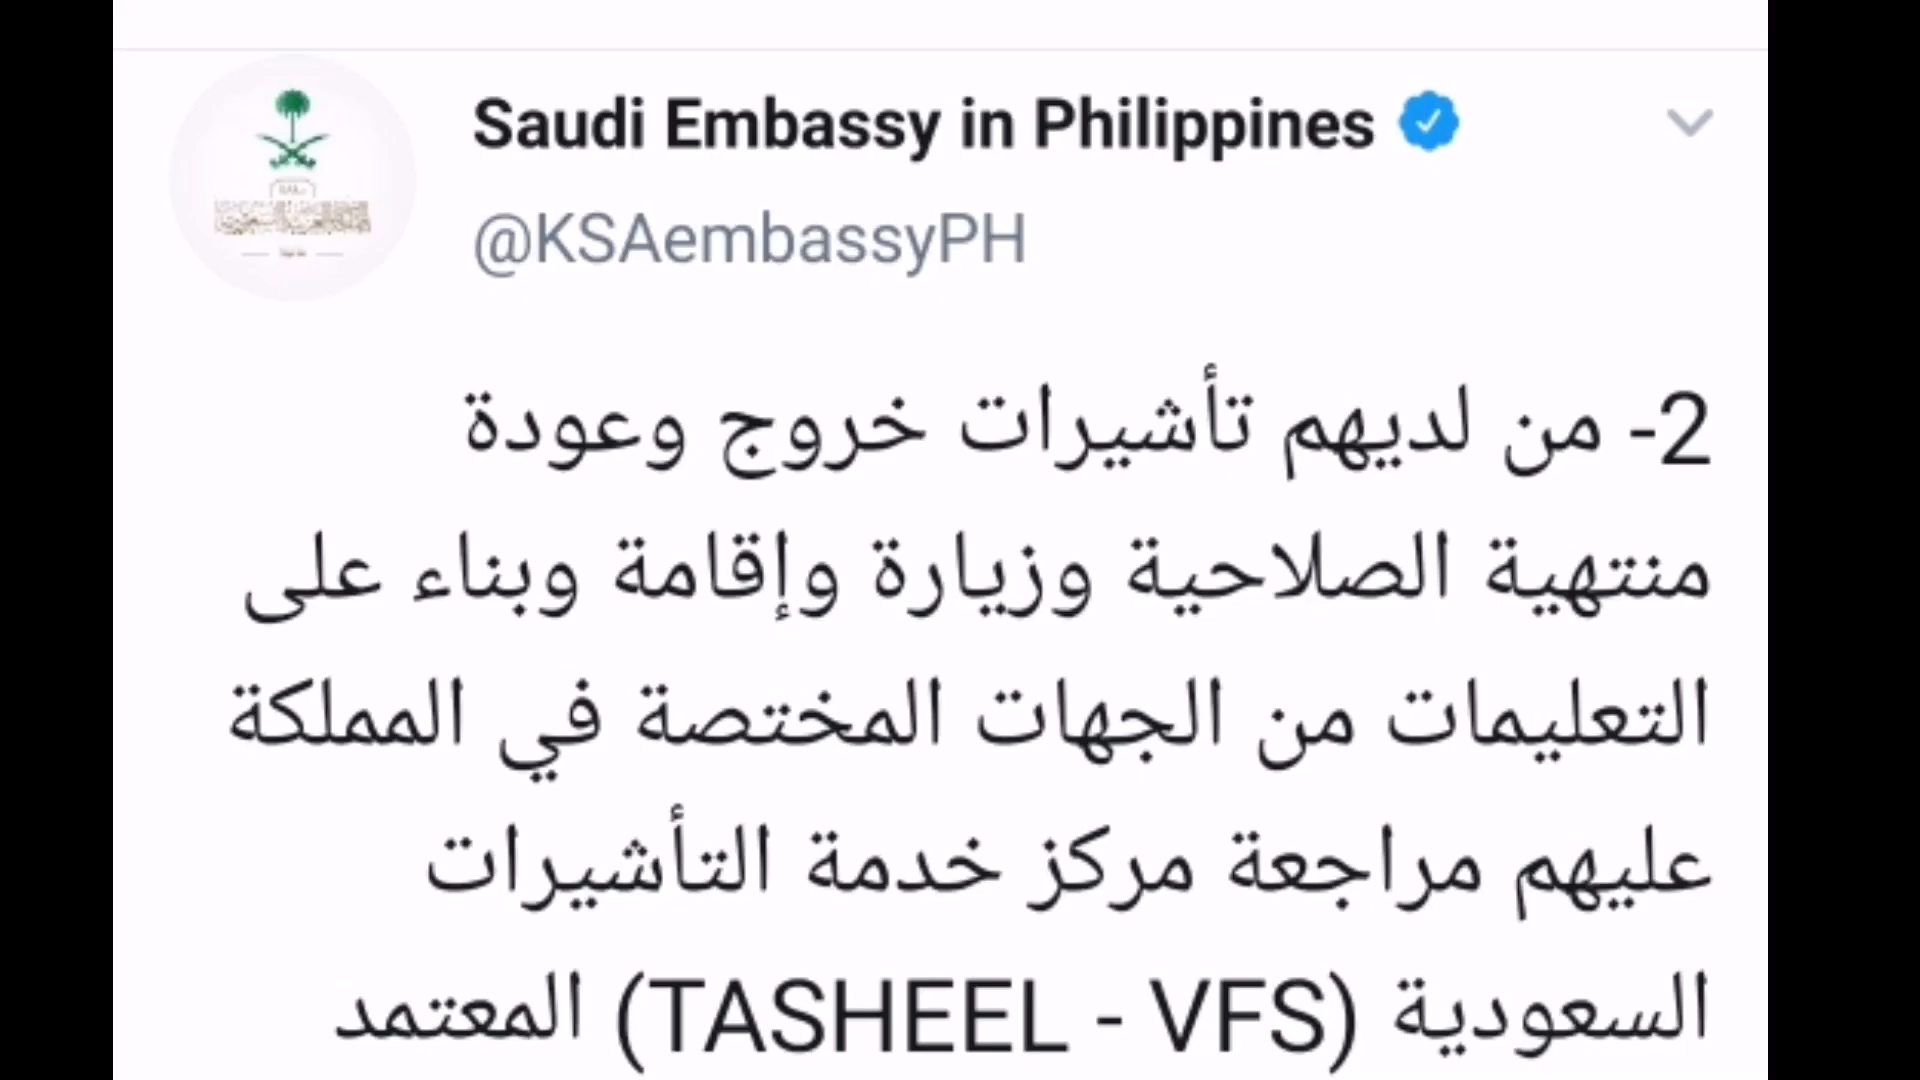 Saudi Embassy in Philippines
@KSAembassyPH
2- من لديهم تأشيرات خروج وعودة
منتهية الصلاحية وزيارة وإقامة وبناء على
التعليمات من الجهات المختصة في المملكة
عليهم مراجعة مركز خدمة التأشيرات
السعودية (TASHEEL - VFS) المعتمد